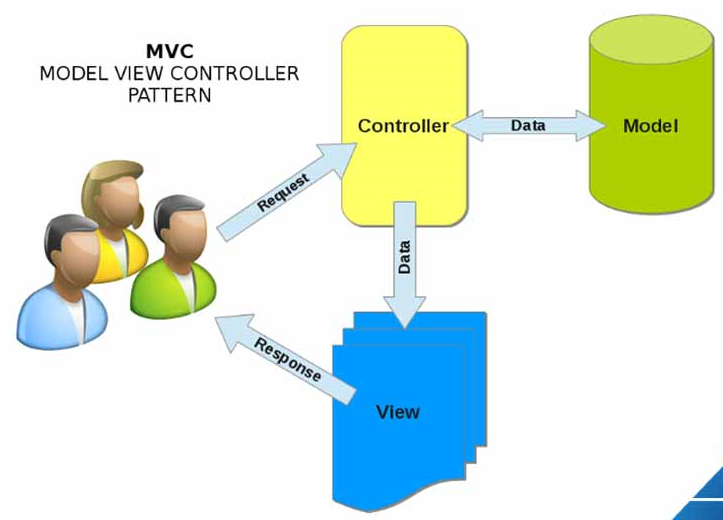 MVC
MODEL VIEW CONTROLLER
PATTERN
Controller
Data
Model
Request
Data
Response
View